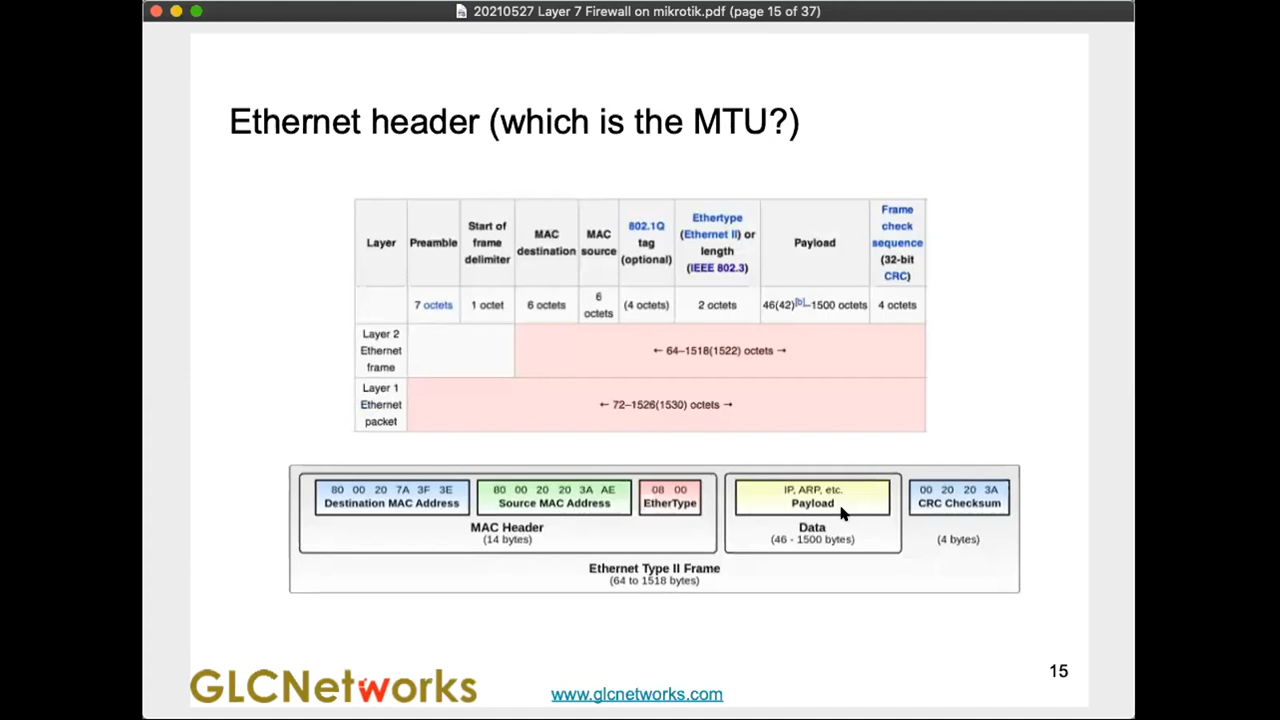 20210527 Layer 7 Firewall on mikrotik.pdf (page 15 of 37)
Ethernet header (which is the MTU?)
Layer
Preamble
Start of
frame
delimiter
MAC
destination
MAC
source
802.1Q
tag
(optional)
Ethertype
(Ethernet II) or
length
(IEEE 802.3)
Payload
Frame
check
sequence
(32-bit
CRC)
7 octets
1 octet
6 octets
6
octets
(4 octets)
2 octets
46(42)[b]–1500 octets
4 octets
Layer 2
Ethernet
frame
← 64–1518(1522) octets →
Layer 1
Ethernet
packet
← 72–1526(1530) octets →
80 00 20 7A 3F 3E
Destination MAC Address
80 00 20 20 3A AE
Source MAC Address
08 00
EtherType
MAC Header
(14 bytes)
IP, ARP, etc.
Payload
Data
(46 - 1500 bytes)
00 20 20 3A
CRC Checksum
(4 bytes)
Ethernet Type II Frame
(64 to 1518 bytes)
15
GLCNetworks
www.glcnetworks.com